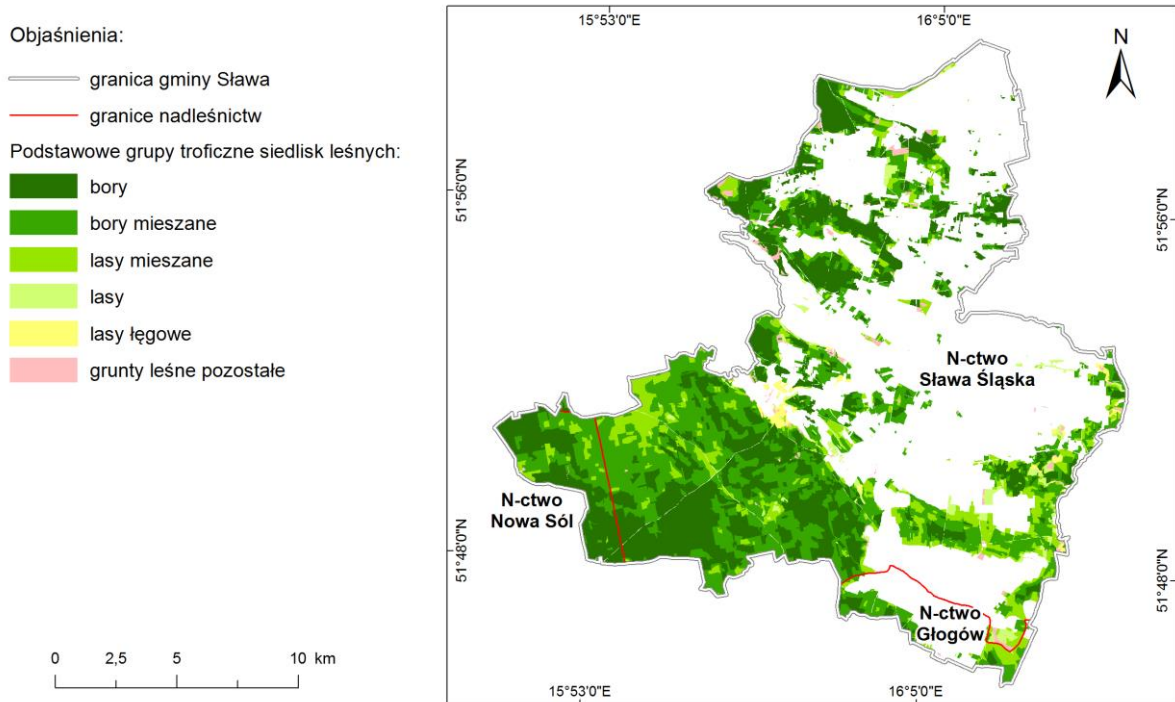 Objaśnienia:
granica gminy Sława
granice nadleśnictw
Podstawowe grupy troficzne siedlisk leśnych:
bory
bory mieszane
lasy mieszane
lasy
lasy łęgowe
grunty leśne pozostałe
0 2,5 5 10 km
15°53'0"E
16°5'0"E
N
51°56'0"N
51°56'0"N
N-ctwo
Sława Śląska
N-ctwo
Nowa Sól
51°48'0"N
51°48'0"N
N-ctwo
Głogów
15°53'0"E
16°5'0"E